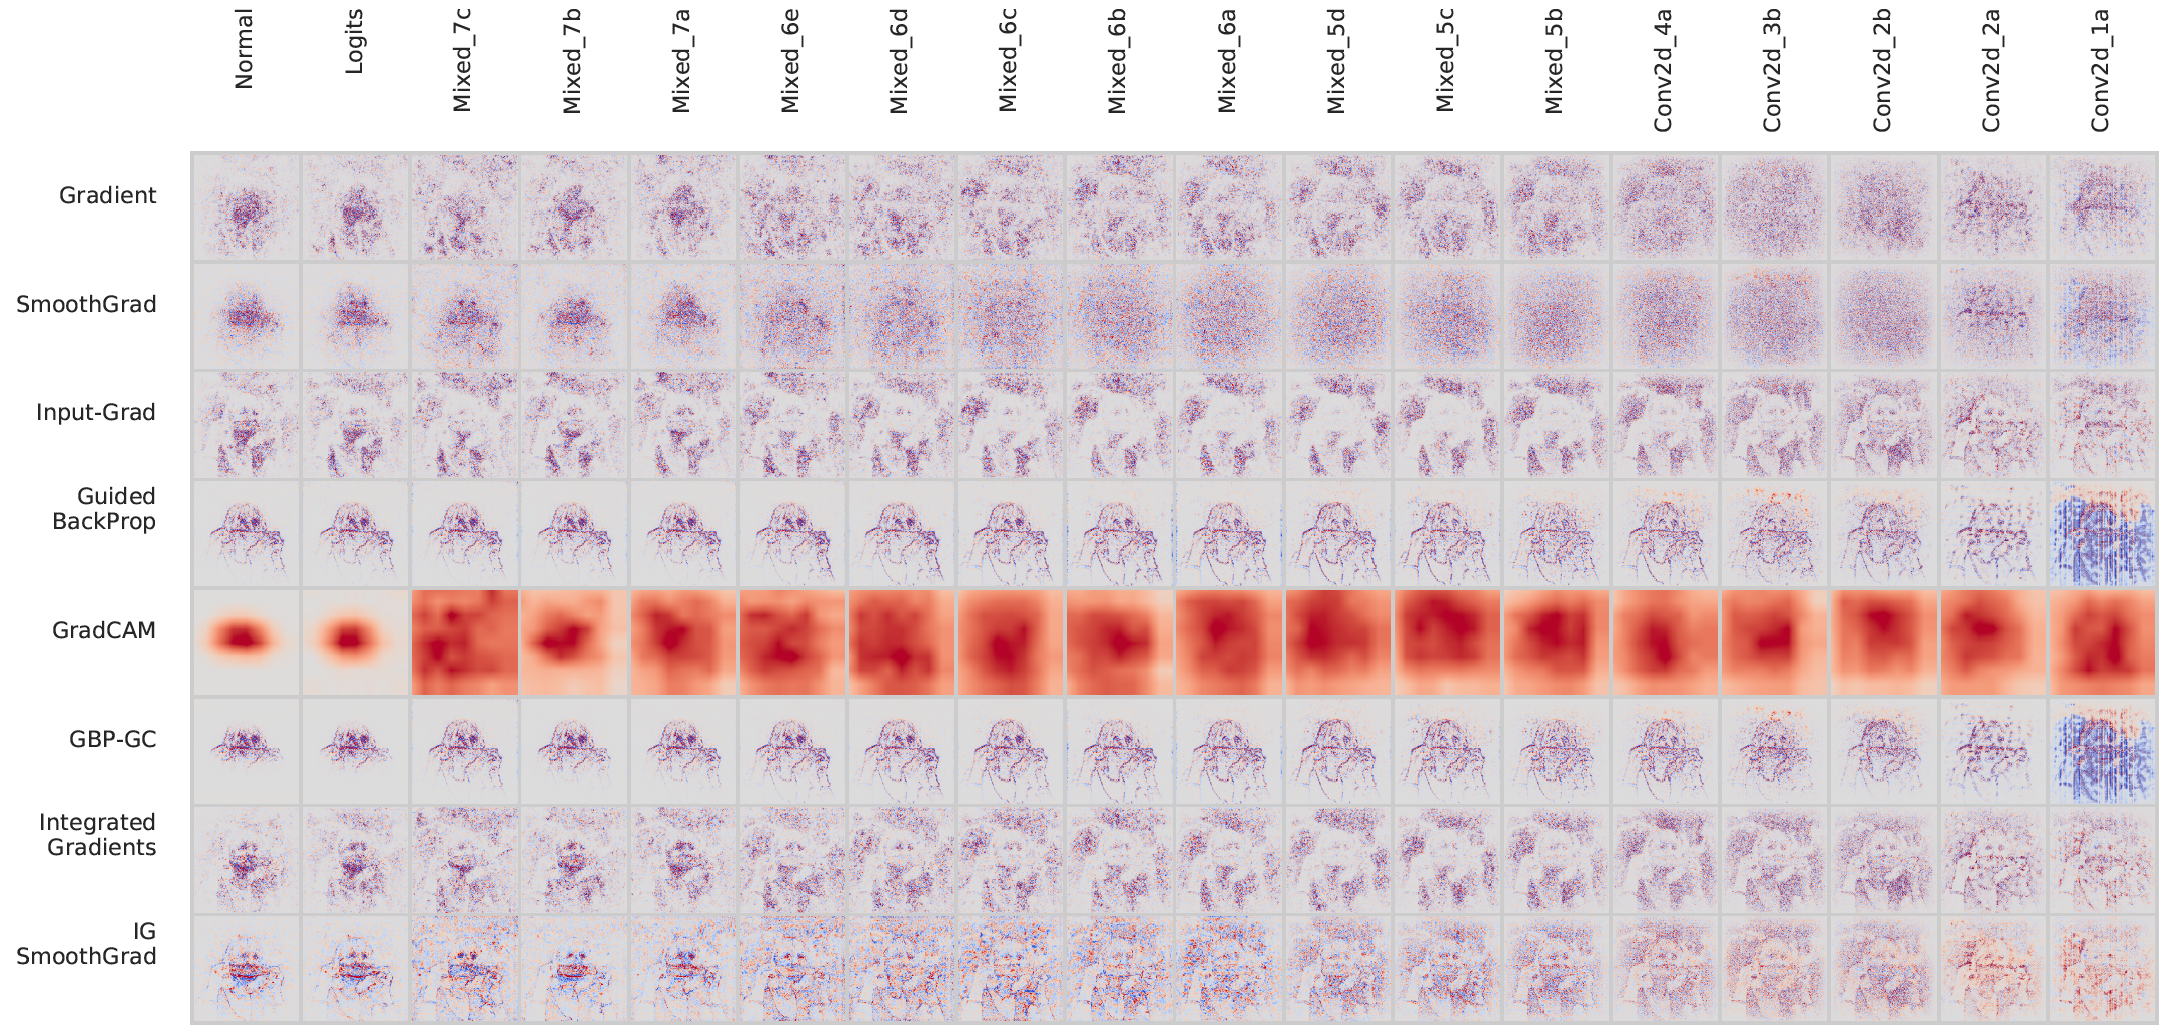 Normal
Logits
Mixed_7c
Mixed_7b
Mixed_7a
Mixed_6e
Mixed_6d
Mixed_6c
Mixed_6b
Mixed_6a
Mixed_5d
Mixed_5c
Mixed_5b
Conv2d_4a
Conv2d_3b
Conv2d_2b
Conv2d_2a
Conv2d_1a
Gradient
SmoothGrad
Input-Grad
Guided
BackProp
GradCAM
GBP-GC
Integrated
Gradients
IG
SmoothGrad